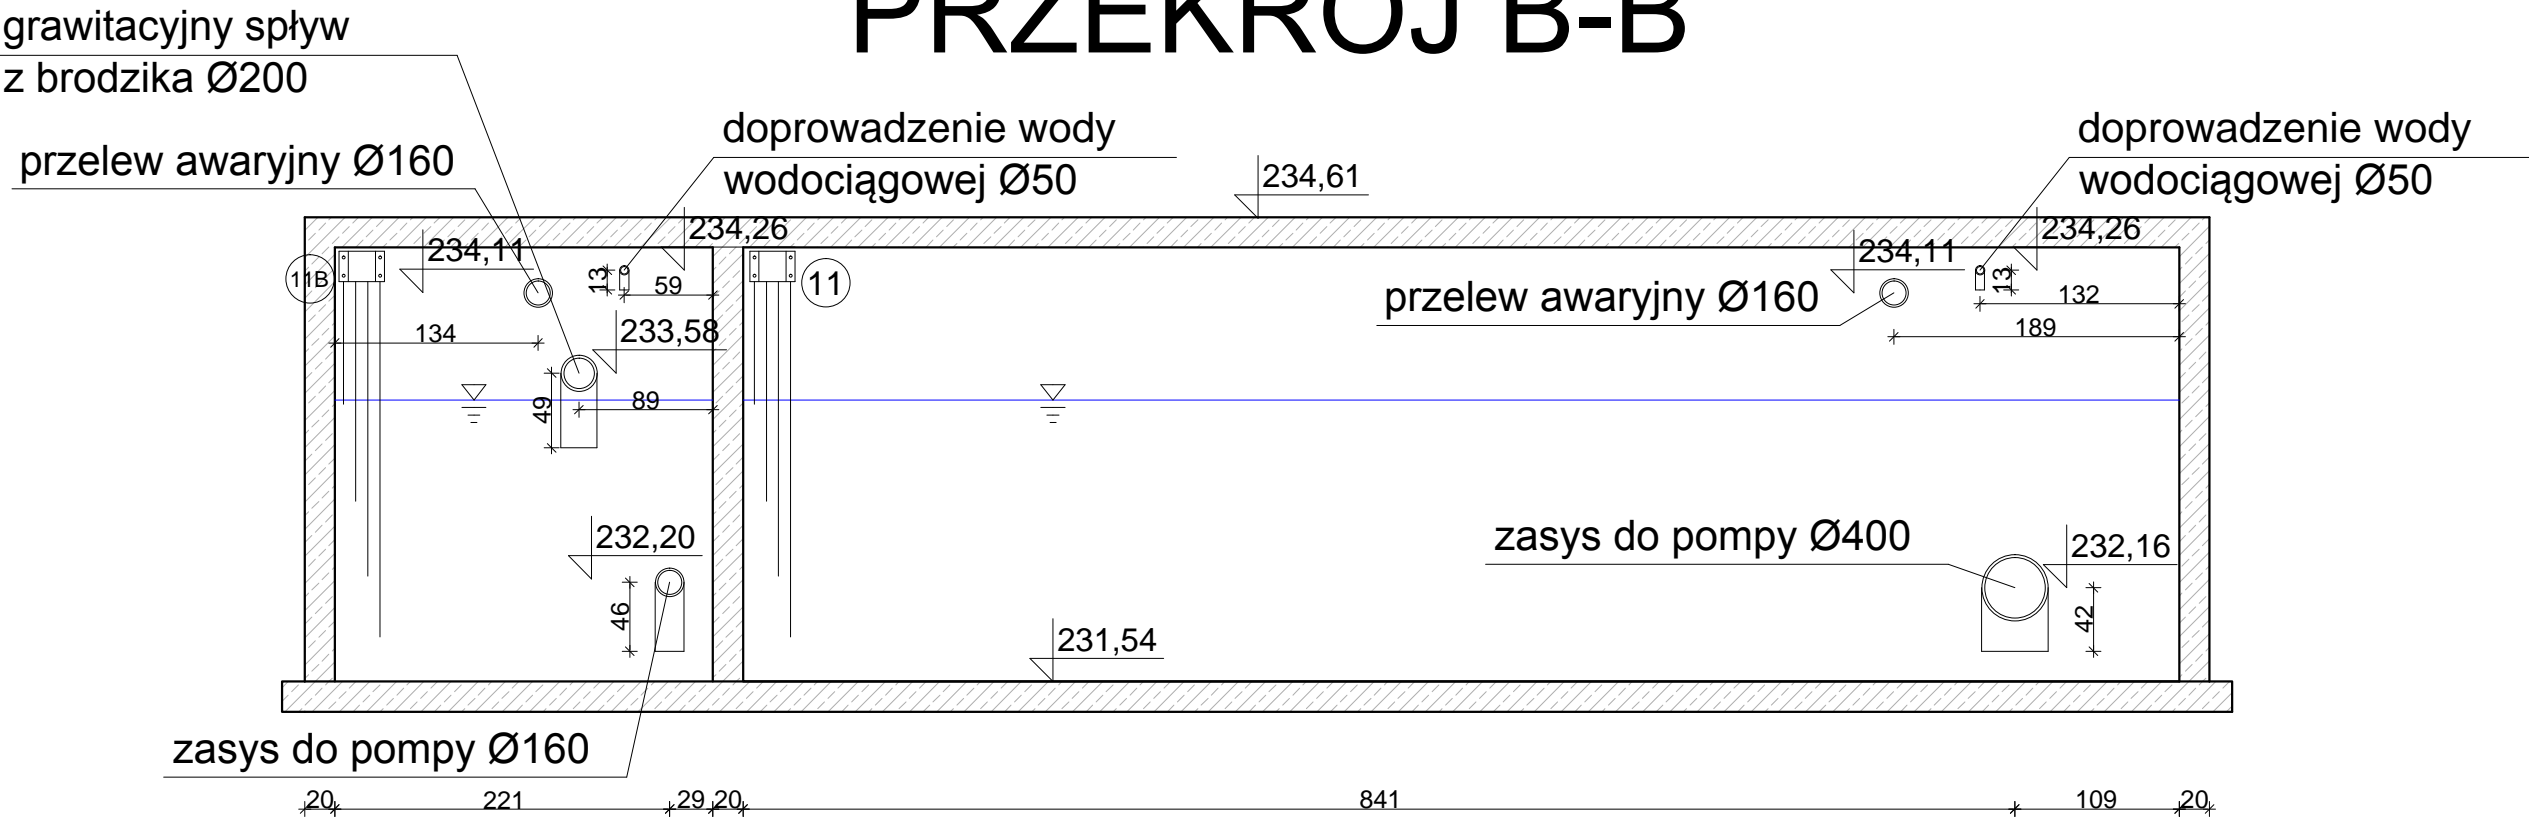 PRZEKRÓJ B-B
grawitacyjny spływ
z brodzika Ø200
przelew awaryjny Ø160
doprowadzenie wody
wodociągowej Ø50
234,61
doprowadzenie wody
wodociągowej Ø50
11B
234,11
234,26
13
59
11
234,11
234,26
13
132
przelew awaryjny Ø160
189
134
233,58
49
89
232,20
46
zasys do pompy Ø400
232,16
42
231,54
zasys do pompy Ø160
20
221
29
20
841
109
20